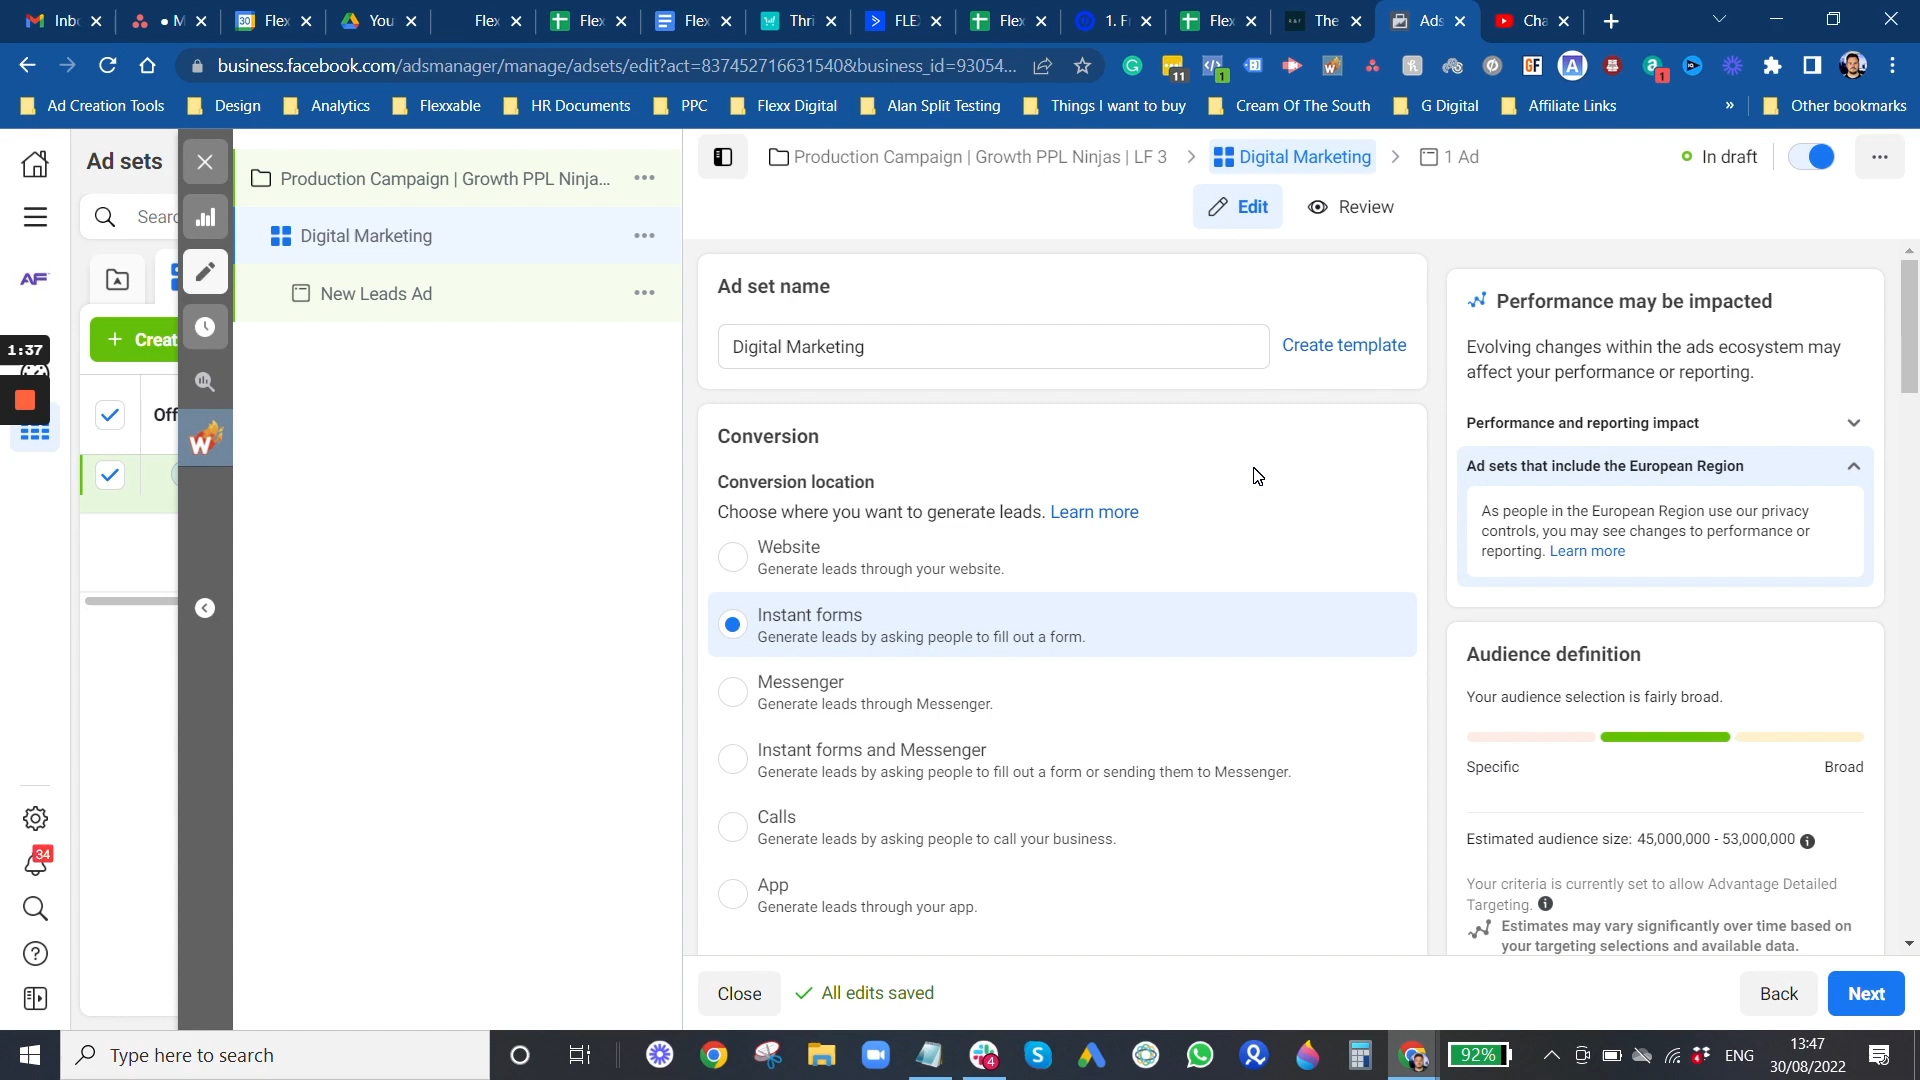 Inb
M
Flex
You
Flex
Flex
Flex
Thri
FLE
Flex
1. F
Flex
The
Ads
Cha
business.facebook.com/adsmanager/manage/adsets/edit?act=837452716631540&business_id=93054...
11
1
GF
A
1
Ad Creation Tools
Design
Analytics
Flexxable
HR Documents
PPC
Flexx Digital
Alan Split Testing
Things I want to buy
Cream Of The South
G Digital
Affiliate Links
»
Other bookmarks
Ad sets
Production Campaign | Growth PPL Ninja...
Production Campaign | Growth PPL Ninjas | LF 3
Digital Marketing
1 Ad
In draft
Searc
Edit
Review
Digital Marketing
AF
New Leads Ad
Ad set name
Performance may be impacted
+ Creat
1:37
Digital Marketing
Create template
Evolving changes within the ads ecosystem may
affect your performance or reporting.
Off
Conversion
Performance and reporting impact
W
Conversion location
Choose where you want to generate leads. Learn more
Ad sets that include the European Region
As people in the European Region use our privacy
controls, you may see changes to performance or
reporting. Learn more
Website
Generate leads through your website.
Instant forms
Generate leads by asking people to fill out a form.
Messenger
Generate leads through Messenger.
Instant forms and Messenger
Generate leads by asking people to fill out a form or sending them to Messenger.
Calls
Generate leads by asking people to call your business.
App
Generate leads through your app.
Audience definition
Your audience selection is fairly broad.
Specific
Broad
Estimated audience size: 45,000,000 - 53,000,000
Your criteria is currently set to allow Advantage Detailed
Targeting.
Estimates may vary significantly over time based on
your targeting selections and available data.
34
Close
All edits saved
Back
Next
Type here to search
4
92%
ENG
13:47
30/08/2022